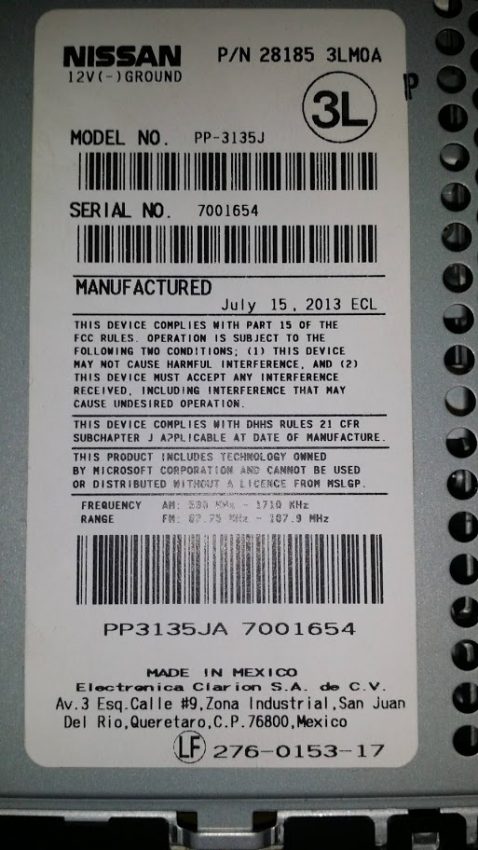 NISSAN P/N 28185 3LM0A
12V(-)GROUND
3L
P
MODEL NO. PP-3135J
SERIAL NO. 7001654
MANUFACTURED
July 15, 2013 ECL
THIS DEVICE COMPLIES WITH PART 15 OF THE
FCC RULES. OPERATION IS SUBJECT TO THE
FOLLOWING TWO CONDITIONS; (1) THIS DEVICE
MAY NOT CAUSE HARMFUL INTERFERENCE, AND (2)
THIS DEVICE MUST ACCEPT ANY INTERFERENCE
RECEIVED, INCLUDING INTERFERENCE THAT MAY
CAUSE UNDESIRED OPERATION.
THIS DEVICE COMPLIES WITH DHHS RULES 21 CFR
SUBCHAPTER J APPLICABLE AT DATE OF MANUFACTURE.
THIS PRODUCT INCLUDES TECHNOLOGY OWNED
BY MICROSOFT CORPORATION AND CANNOT BE USED
OR DISTRIBUTED WITHOUT A LICENCE FROM MSLGP.
FREQUENCY AM: 530 KHz - 1710 KHz
RANGE FM: 87.75 MHz - 107.9 MHz
PP3135JA 7001654
MADE IN MEXICO
Electronica Clarion S.A. de C.V.
Av.3 Esq.Calle #9,Zona Industrial,San Juan
Del Rio,Queretaro,C.P.76800,Mexico
LF 276-0153-17